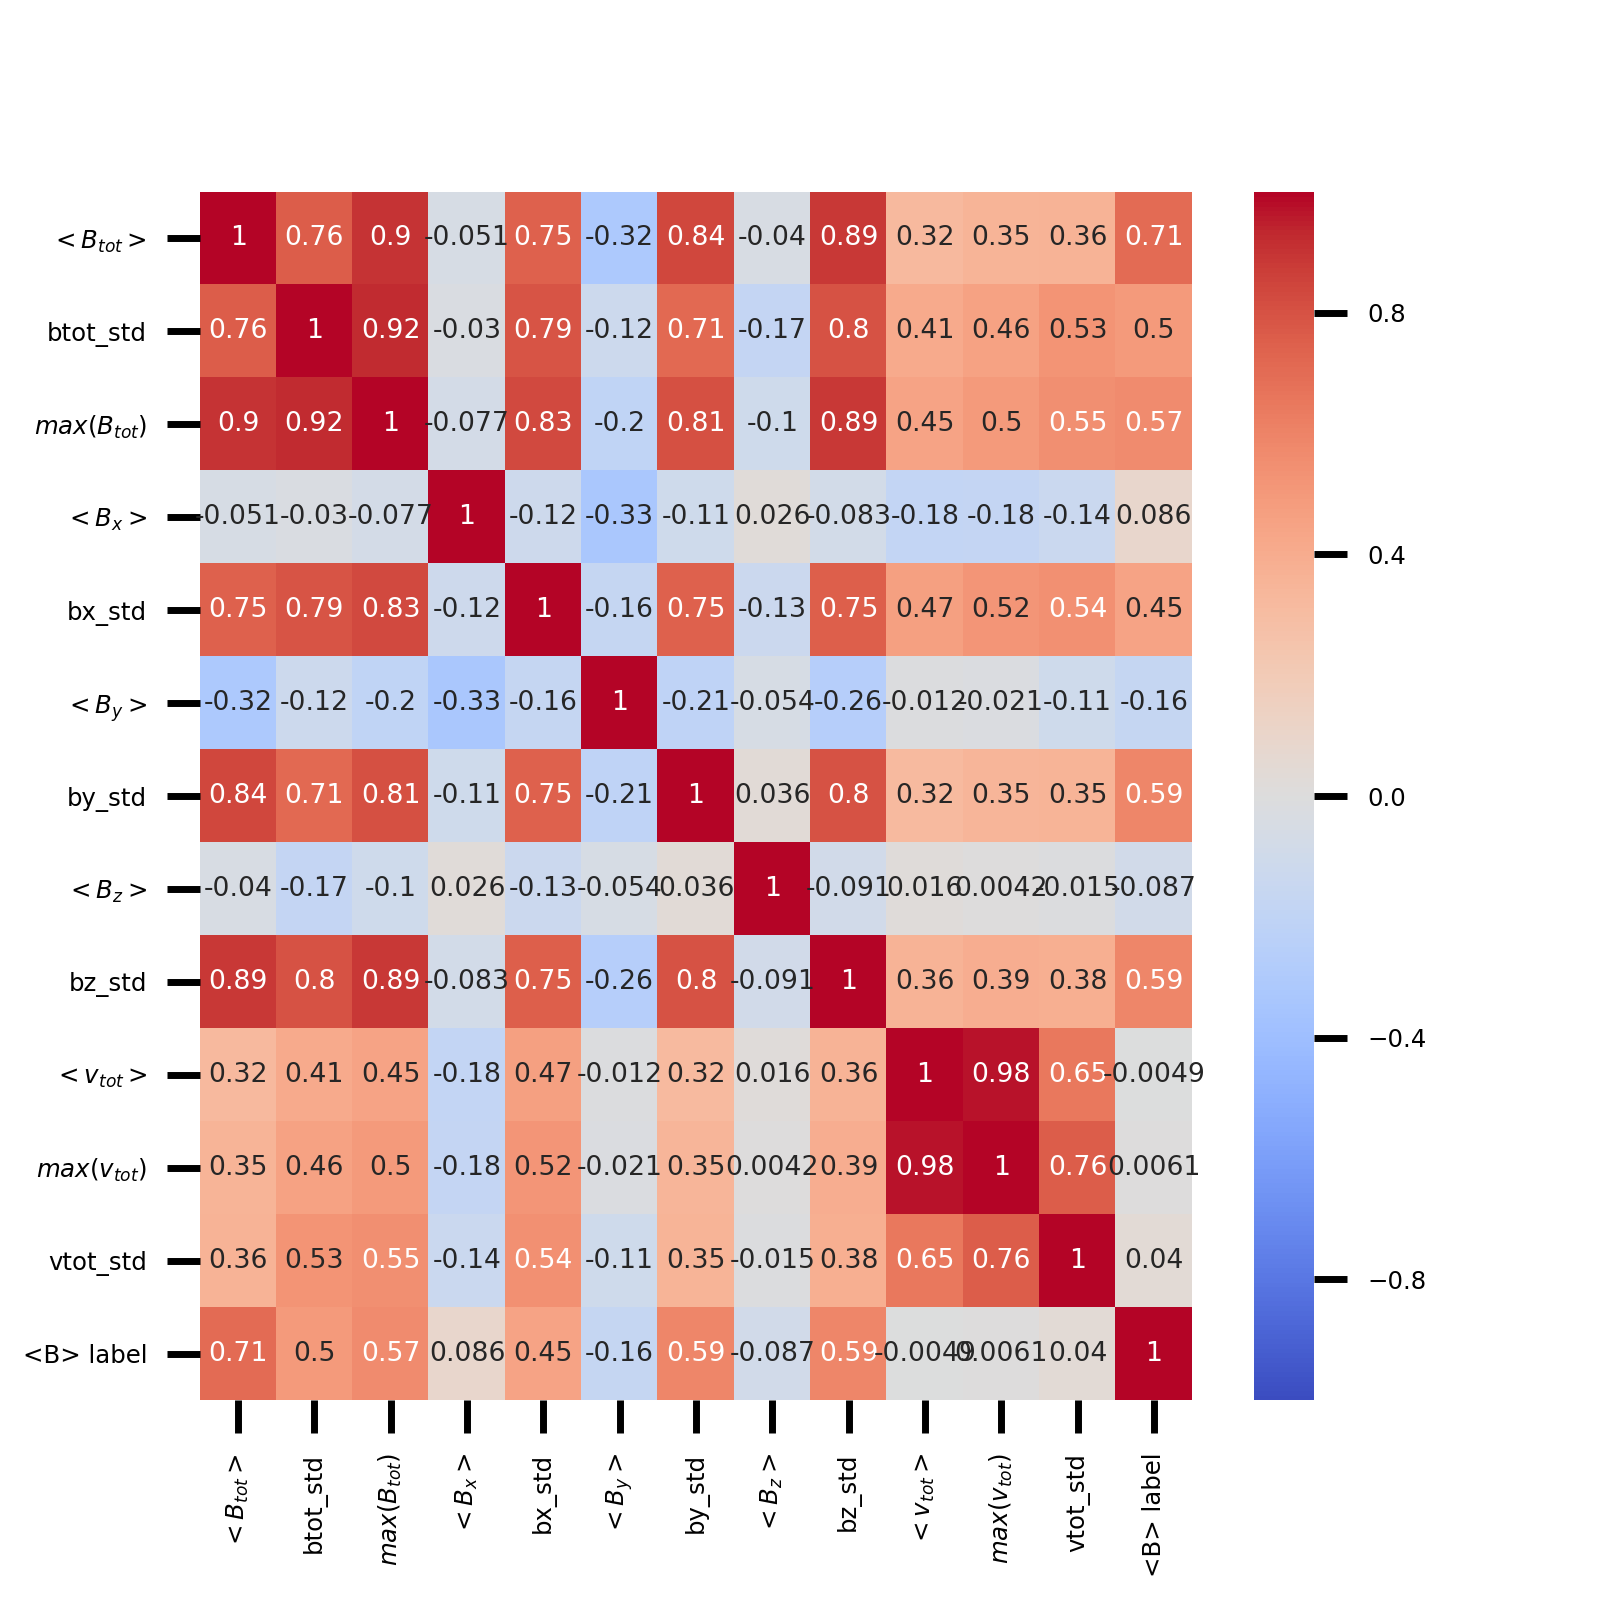 < B_tot > 1 0.76 0.9 -0.051 0.75 -0.32 0.84 -0.04 0.89 0.32 0.35 0.36 0.71
btot_std 0.76 1 0.92 -0.03 0.79 -0.12 0.71 -0.17 0.8 0.41 0.46 0.53 0.5
max(B_tot) 0.9 0.92 1 -0.077 0.83 -0.2 0.81 -0.1 0.89 0.45 0.5 0.55 0.57
< B_x > -0.051 -0.03 -0.077 1 -0.12 -0.33 -0.11 0.026 -0.083 -0.18 -0.18 -0.14 0.086
bx_std 0.75 0.79 0.83 -0.12 1 -0.16 0.75 -0.13 0.75 0.47 0.52 0.54 0.45
< B_y > -0.32 -0.12 -0.2 -0.33 -0.16 1 -0.21 -0.054 -0.26 -0.012 -0.021 -0.11 -0.16
by_std 0.84 0.71 0.81 -0.11 0.75 -0.21 1 0.036 0.8 0.32 0.35 0.35 0.59
< B_z > -0.04 -0.17 -0.1 0.026 -0.13 -0.054 0.036 1 -0.091 0.016 0.0042 -0.015 -0.087
bz_std 0.89 0.8 0.89 -0.083 0.75 -0.26 0.8 -0.091 1 0.36 0.39 0.38 0.59
< v_tot > 0.32 0.41 0.45 -0.18 0.47 -0.012 0.32 0.016 0.36 1 0.98 0.65 -0.0049
max(v_tot) 0.35 0.46 0.5 -0.18 0.52 -0.021 0.35 0.0042 0.39 0.98 1 0.76 0.0061
vtot_std 0.36 0.53 0.55 -0.14 0.54 -0.11 0.35 -0.015 0.38 0.65 0.76 1 0.04
<B> label 0.71 0.5 0.57 0.086 0.45 -0.16 0.59 -0.087 0.59 -0.0049 0.0061 0.04 1
< B_tot > btot_std max(B_tot) < B_x > bx_std < B_y > by_std < B_z > bz_std < v_tot > max(v_tot) vtot_std <B> label
0.8
0.4
0.0
−0.4
−0.8